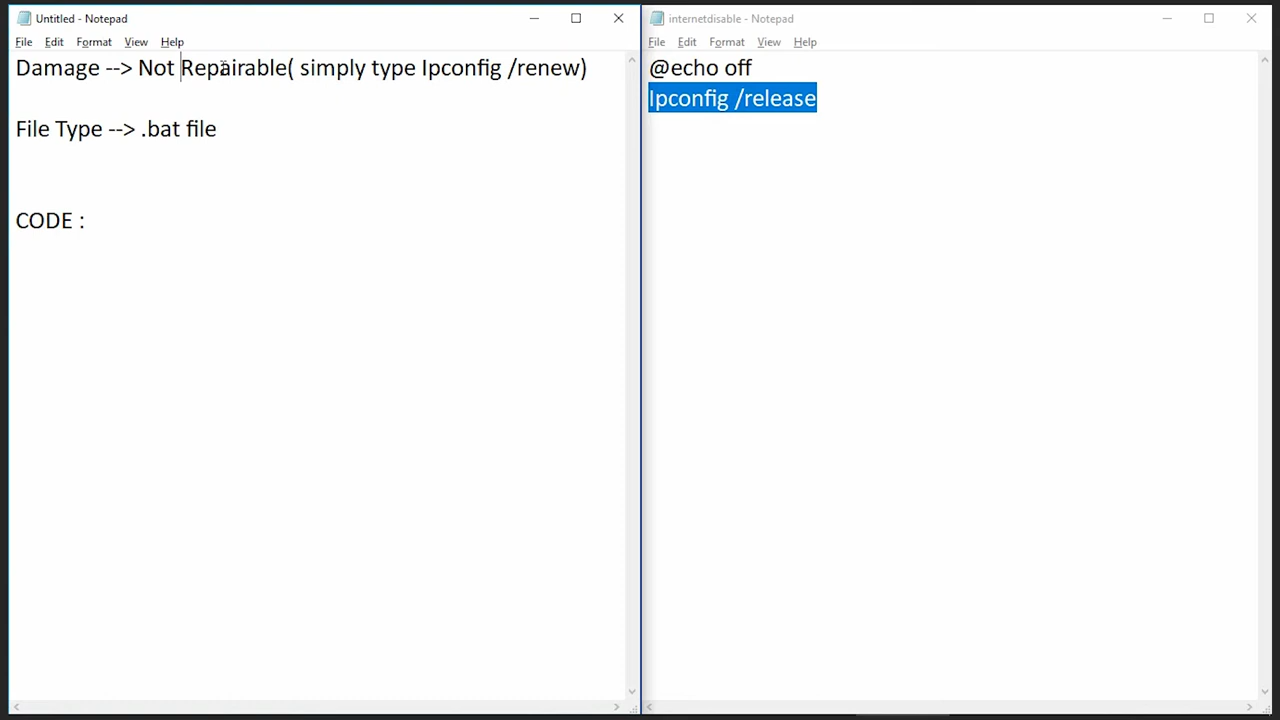 Untitled - Notepad
File Edit Format View Help
Damage --> Not Repairable( simply type Ipconfig /renew)
File Type --> .bat file
CODE :
internetdisable - Notepad
File Edit Format View Help
@echo off
Ipconfig /release